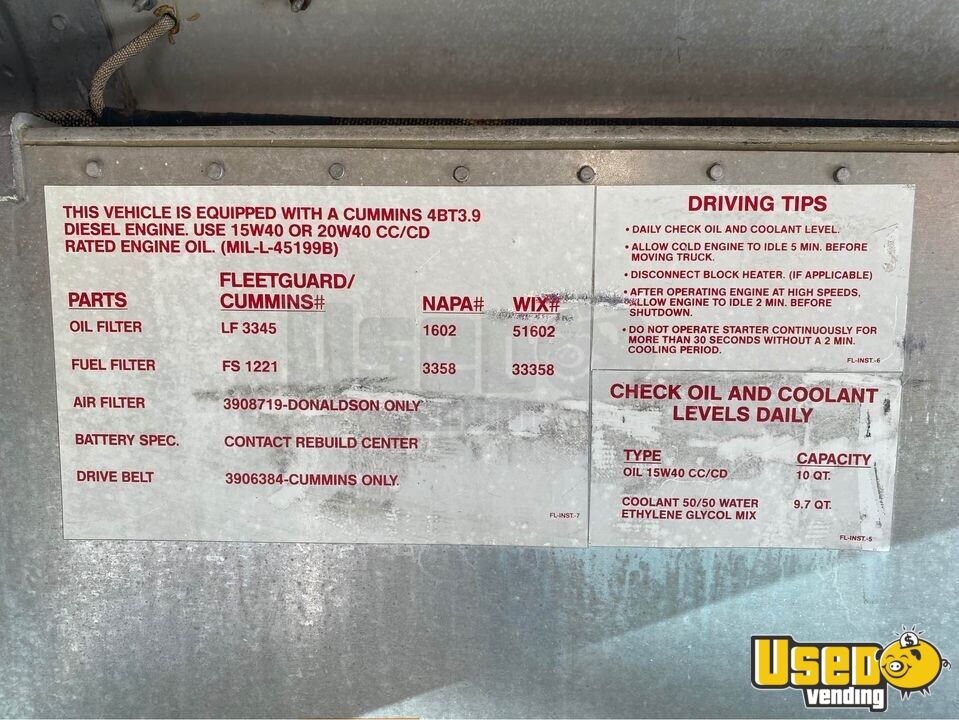 THIS VEHICLE IS EQUIPPED WITH A CUMMINS 4BT3.9
DIESEL ENGINE. USE 15W40 OR 20W40 CC/CD
RATED ENGINE OIL. (MIL-L-45199B)
PARTS FLEETGUARD/
CUMMINS# NAPA# WIX#
OIL FILTER LF 3345 1602 51602
FUEL FILTER FS 1221 3358 33358
AIR FILTER 3908719-DONALDSON ONLY
BATTERY SPEC. CONTACT REBUILD CENTER
DRIVE BELT 3906384-CUMMINS ONLY.
FL-INST.-7
DRIVING TIPS
• DAILY CHECK OIL AND COOLANT LEVEL.
• ALLOW COLD ENGINE TO IDLE 5 MIN. BEFORE
MOVING TRUCK.
• DISCONNECT BLOCK HEATER. (IF APPLICABLE)
• AFTER OPERATING ENGINE AT HIGH SPEEDS,
ALLOW ENGINE TO IDLE 2 MIN. BEFORE
SHUTDOWN.
• DO NOT OPERATE STARTER CONTINUOUSLY FOR
MORE THAN 30 SECONDS WITHOUT A 2 MIN.
COOLING PERIOD.
FL-INST.-6
CHECK OIL AND COOLANT
LEVELS DAILY
TYPE CAPACITY
OIL 15W40 CC/CD 10 QT.
COOLANT 50/50 WATER 9.7 QT.
ETHYLENE GLYCOL MIX
FL-INST.-5
USED
vending